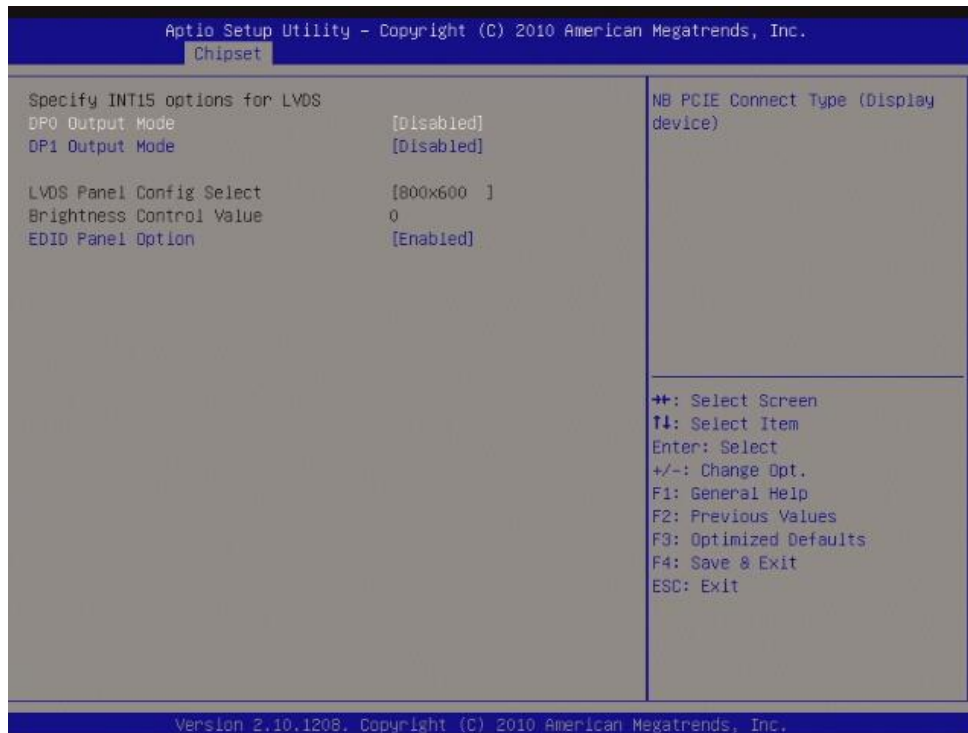 Aptio Setup Utility – Copyright (C) 2010 American Megatrends, Inc.
Chipset
Specify INT15 options for LVDS
DP0 Output Mode [Disabled]
DP1 Output Mode [Disabled]
LVDS Panel Config Select [800x600 ]
Brightness Control Value 0
EDID Panel Option [Enabled]
NB PCIE Connect Type (Display
device)
→←: Select Screen
↑↓: Select Item
Enter: Select
+/-: Change Opt.
F1: General Help
F2: Previous Values
F3: Optimized Defaults
F4: Save & Exit
ESC: Exit
Version 2.10.1208. Copyright (C) 2010 American Megatrends, Inc.